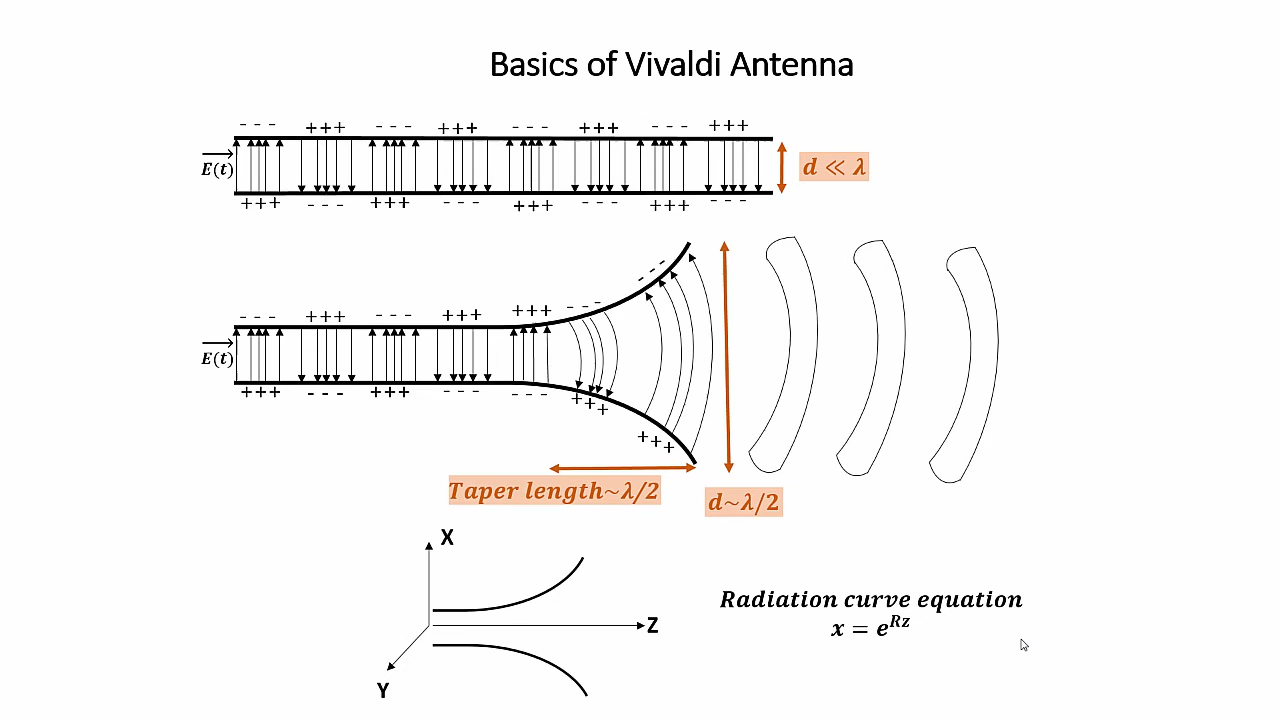 Basics of Vivaldi Antenna
- - - +++ - - - +++ - - - +++ - - - +++
E(t)
d ≪ λ
+++ - - - +++ - - - +++ - - - +++ - - -
- - - +++ - - - +++ +++ - - - - - -
E(t)
+++ - - - +++ - - - - - - +++ +++
Taper length~λ/2
d~λ/2
X
Z
Y
Radiation curve equation
x = e^{Rz}